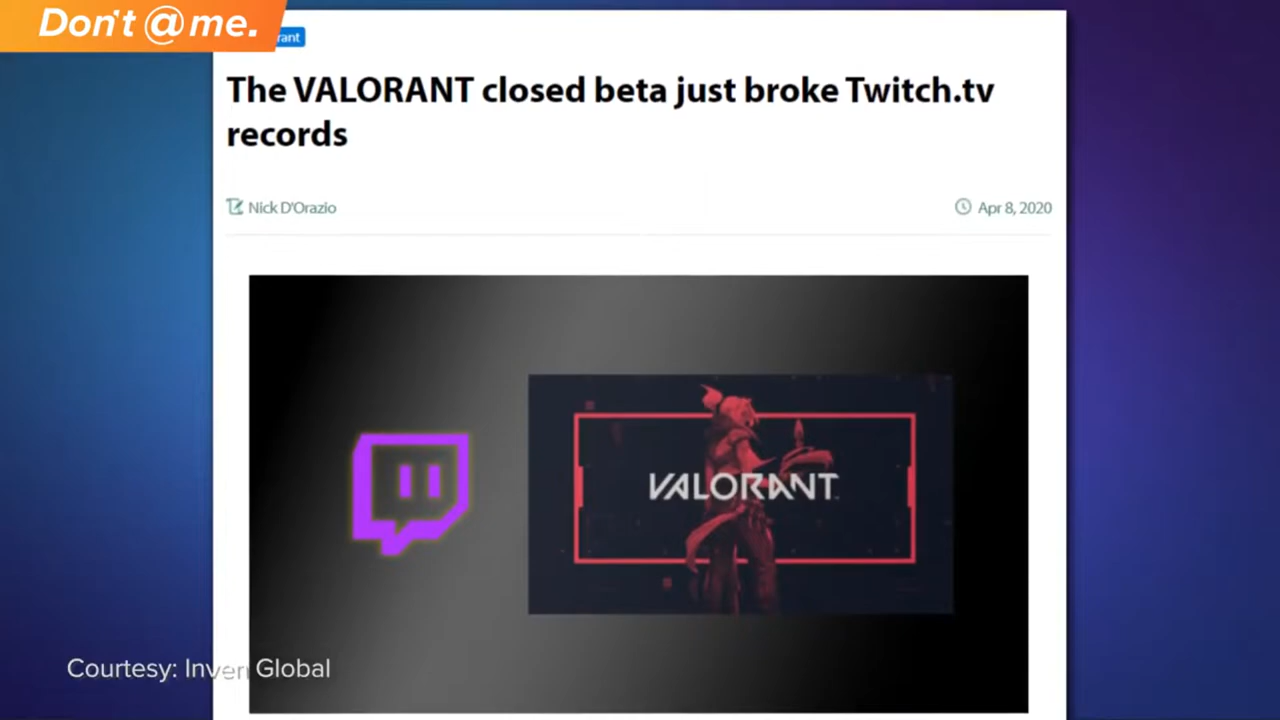 Don't @ me.
rant
The VALORANT closed beta just broke Twitch.tv
records
Nick D'Orazio
Apr 8, 2020
VALORANT
Courtesy: Inven Global